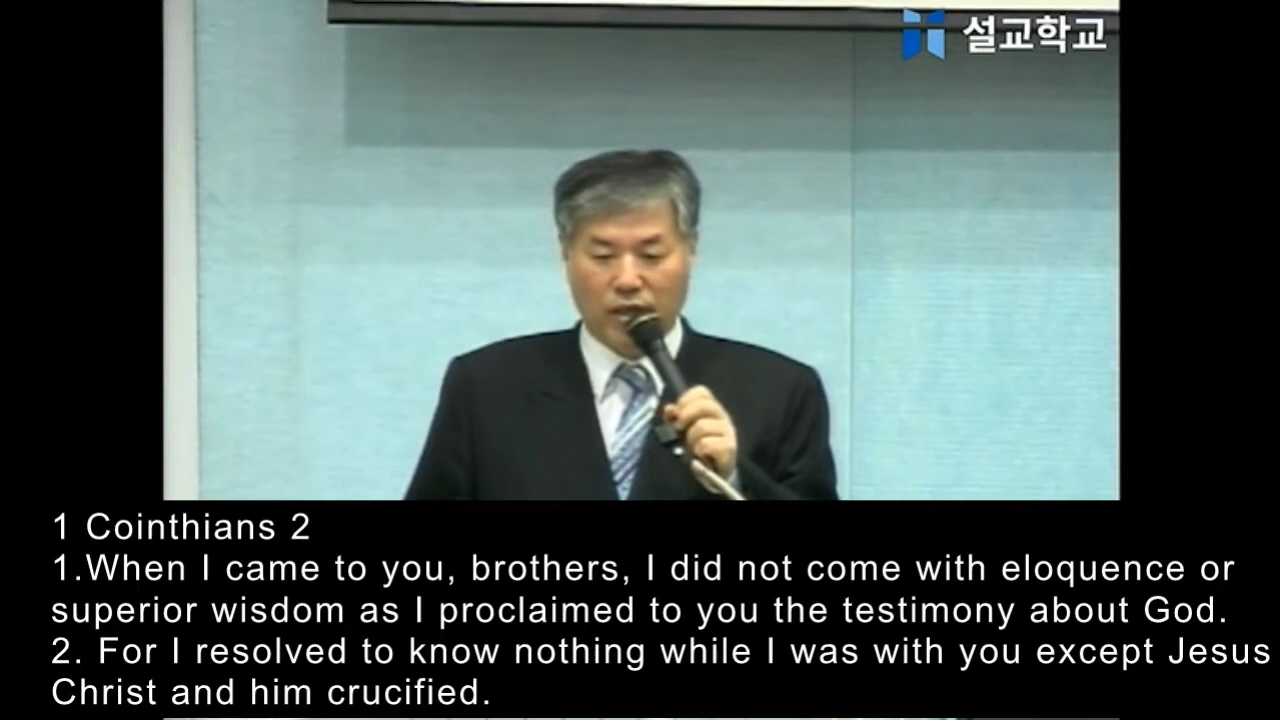 설교학교
1 Cointhians 2
1.When I came to you, brothers, I did not come with eloquence or
superior wisdom as I proclaimed to you the testimony about God.
2. For I resolved to know nothing while I was with you except Jesus
Christ and him crucified.